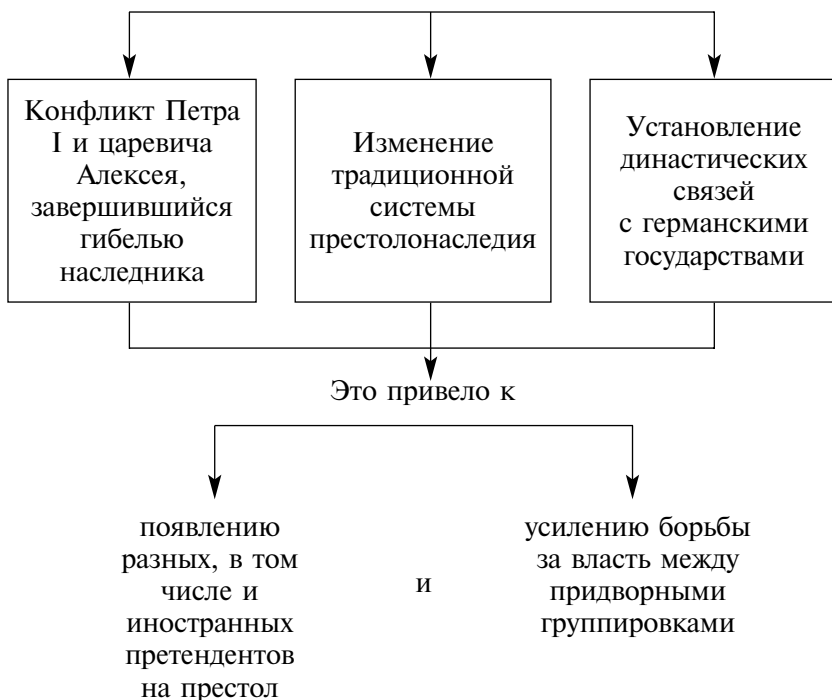 Конфликт Петра
I и царевича
Алексея,
завершившийся
гибелью
наследника
Изменение
традиционной
системы
престолонаследия
Установление
династических
связей
с германскими
государствами
Это привело к
появлению
разных, в том
числе и
иностранных
претендентов
на престол
и
усилению борьбы
за власть между
придворными
группировками